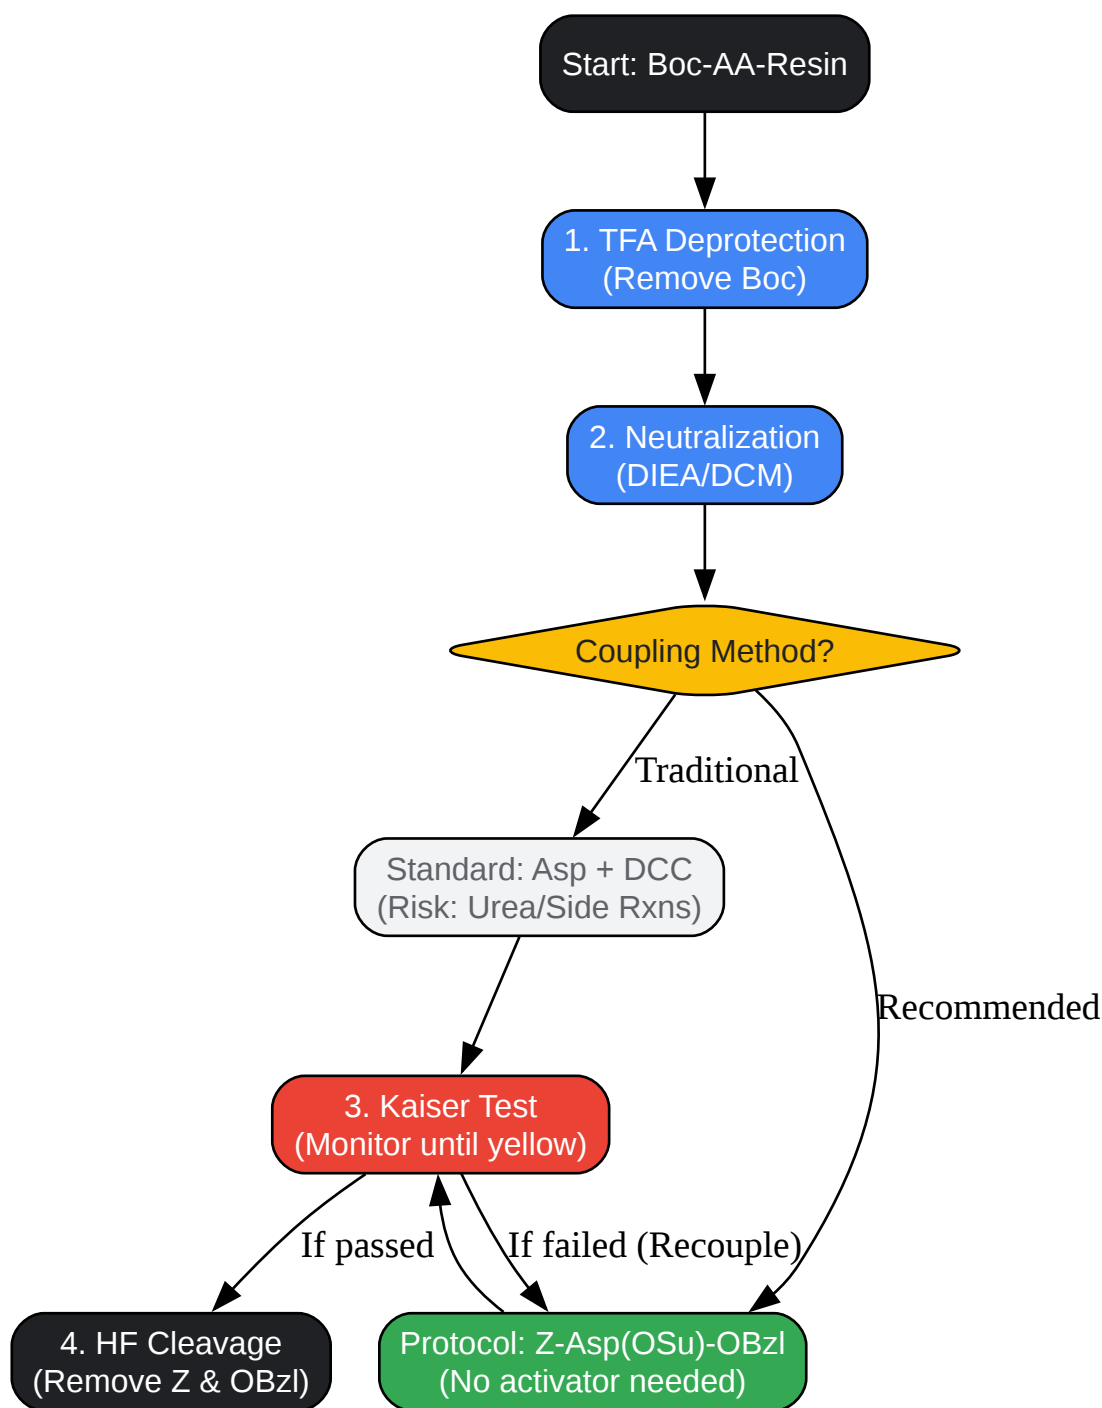 Start: Boc-AA-Resin
1. TFA Deprotection
(Remove Boc)
2. Neutralization
(DIEA/DCM)
Coupling Method?
Traditional
Standard: Asp + DCC
(Risk: Urea/Side Rxns)
Recommended
3. Kaiser Test
(Monitor until yellow)
If passed
If failed (Recouple)
4. HF Cleavage
(Remove Z & OBzl)
Protocol: Z-Asp(OSu)-OBzl
(No activator needed)